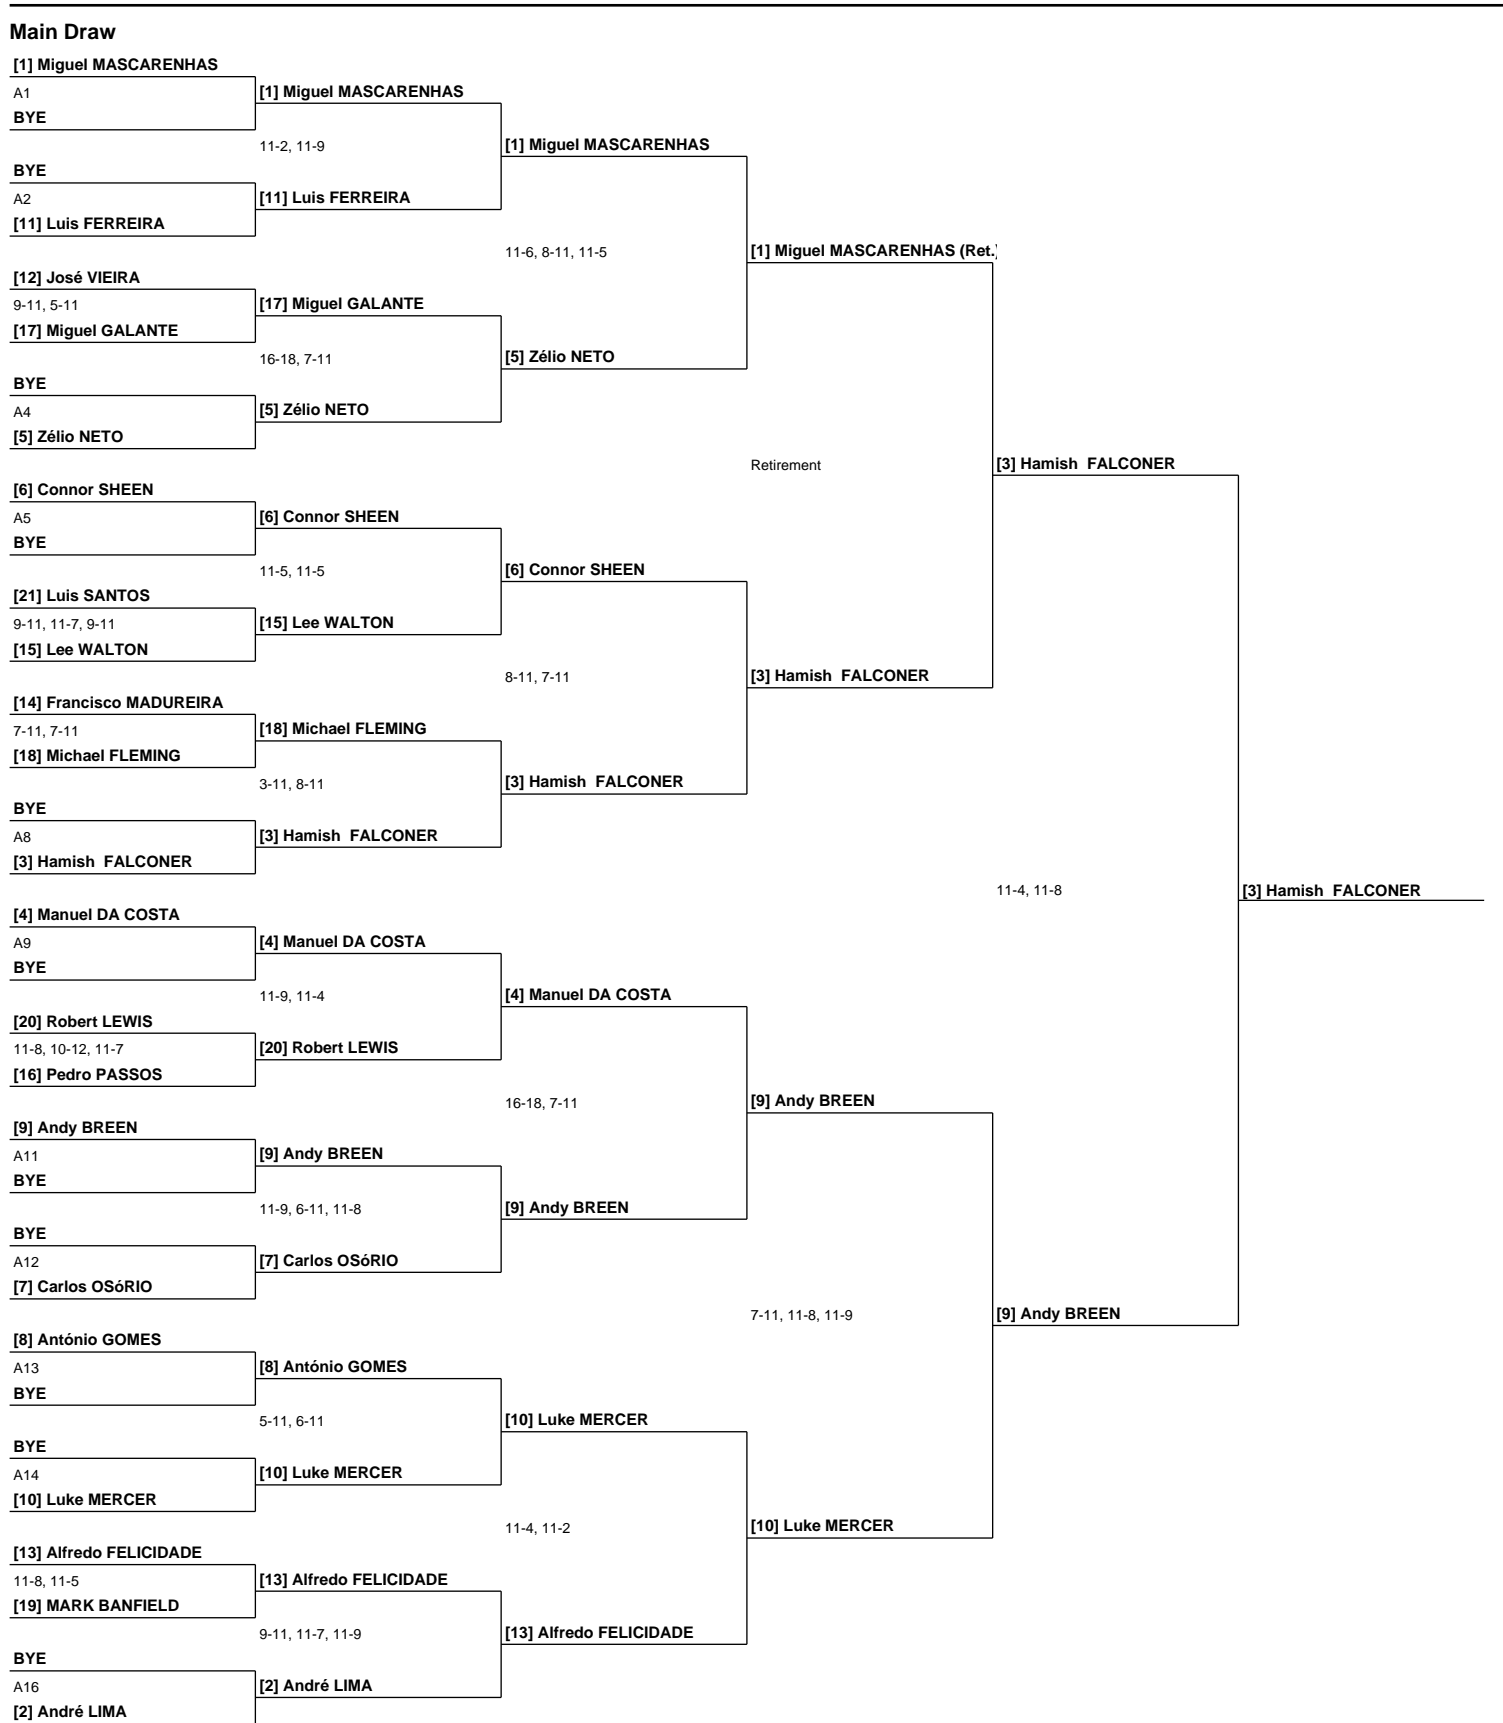 Main Draw
[1] Miguel MASCARENHAS
A1
[1] Miguel MASCARENHAS
BYE
11-2, 11-9
[1] Miguel MASCARENHAS
BYE
A2
[11] Luis FERREIRA
[11] Luis FERREIRA
11-6, 8-11, 11-5
[1] Miguel MASCARENHAS (Ret.)
[12] José VIEIRA
9-11, 5-11
[17] Miguel GALANTE
[17] Miguel GALANTE
16-18, 7-11
[5] Zélio NETO
BYE
A4
[5] Zélio NETO
[5] Zélio NETO
Retirement
[3] Hamish FALCONER
[6] Connor SHEEN
A5
[6] Connor SHEEN
BYE
11-5, 11-5
[6] Connor SHEEN
[21] Luis SANTOS
9-11, 11-7, 9-11
[15] Lee WALTON
[15] Lee WALTON
8-11, 7-11
[3] Hamish FALCONER
[14] Francisco MADUREIRA
7-11, 7-11
[18] Michael FLEMING
[18] Michael FLEMING
3-11, 8-11
[3] Hamish FALCONER
BYE
A8
[3] Hamish FALCONER
[3] Hamish FALCONER
11-4, 11-8
[3] Hamish FALCONER
[4] Manuel DA COSTA
A9
[4] Manuel DA COSTA
BYE
11-9, 11-4
[4] Manuel DA COSTA
[20] Robert LEWIS
11-8, 10-12, 11-7
[20] Robert LEWIS
[16] Pedro PASSOS
16-18, 7-11
[9] Andy BREEN
[9] Andy BREEN
A11
[9] Andy BREEN
BYE
11-9, 6-11, 11-8
[9] Andy BREEN
BYE
A12
[7] Carlos OSóRIO
[7] Carlos OSóRIO
7-11, 11-8, 11-9
[9] Andy BREEN
[8] António GOMES
A13
[8] António GOMES
BYE
5-11, 6-11
[10] Luke MERCER
BYE
A14
[10] Luke MERCER
[10] Luke MERCER
11-4, 11-2
[10] Luke MERCER
[13] Alfredo FELICIDADE
11-8, 11-5
[13] Alfredo FELICIDADE
[19] MARK BANFIELD
9-11, 11-7, 11-9
[13] Alfredo FELICIDADE
BYE
A16
[2] André LIMA
[2] André LIMA